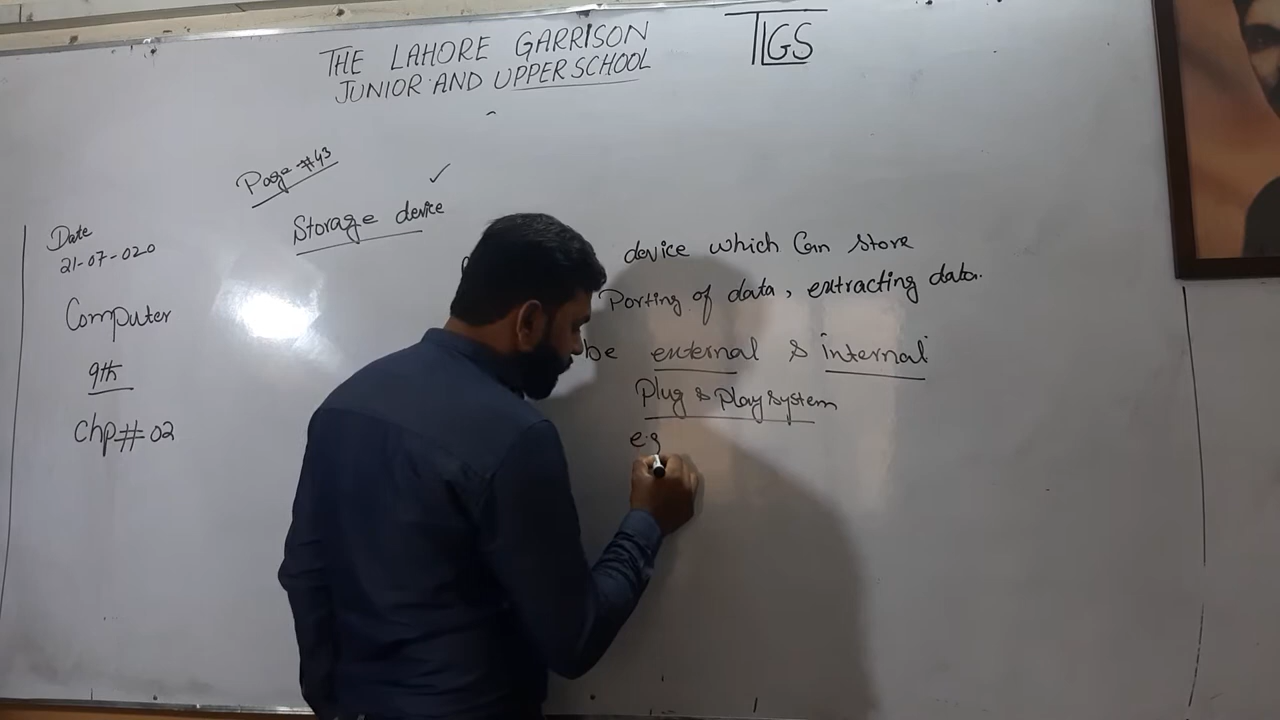 THE LAHORE GARRISON
JUNIOR AND UPPER SCHOOL
TLGS
Page #43
Storage device
Date
21-07-020
Computer
9th
Chp# 02
device which Can store
Porting of data, extracting data.
be external & internal
Plug & Play system
e.g